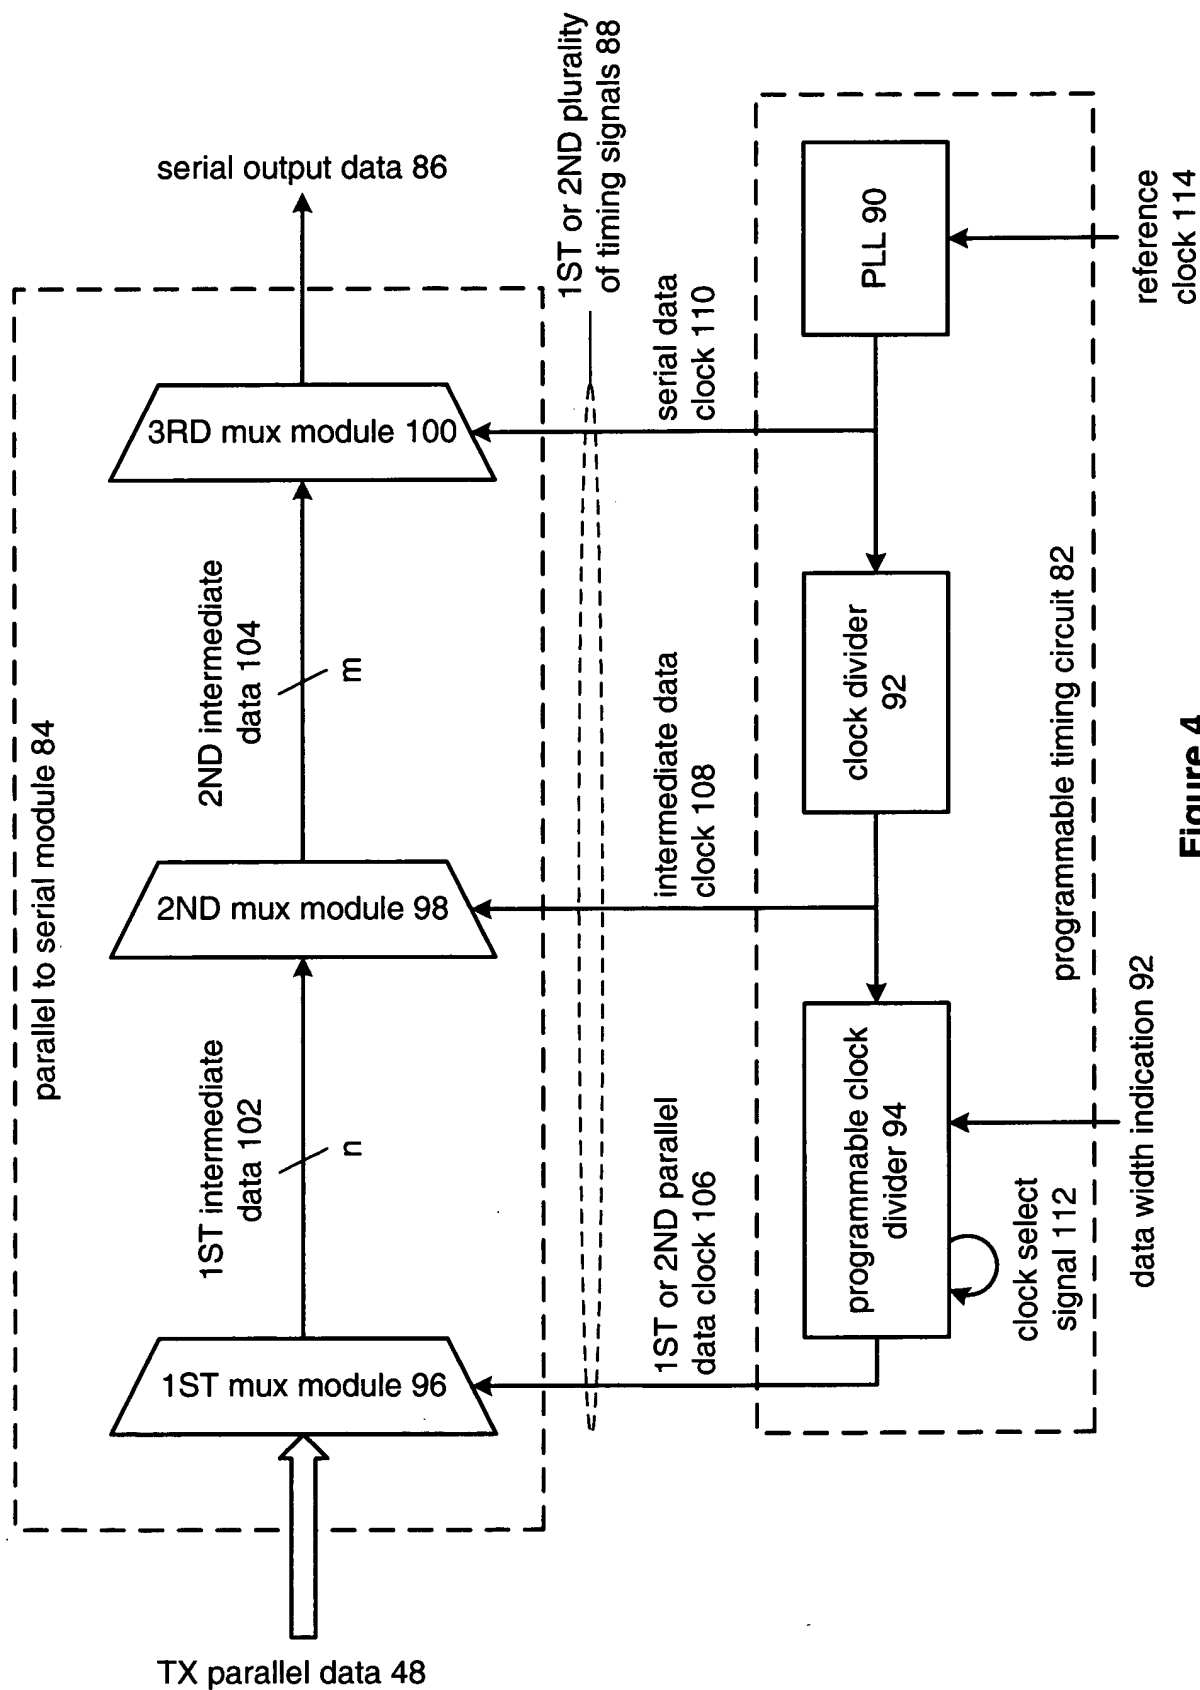 parallel to serial module 84
TX parallel data 48
1ST mux module 96
1ST intermediate
data 102
n
2ND mux module 98
2ND intermediate
data 104
m
3RD mux module 100
serial output data 86
1ST or 2ND plurality
of timing signals 88
1ST or 2ND parallel
data clock 106
intermediate data
clock 108
serial data
clock 110
programmable clock
divider 94
clock divider
92
PLL 90
clock select
signal 112
programmable timing circuit 82
data width indication 92
reference
clock 114
Figure 4